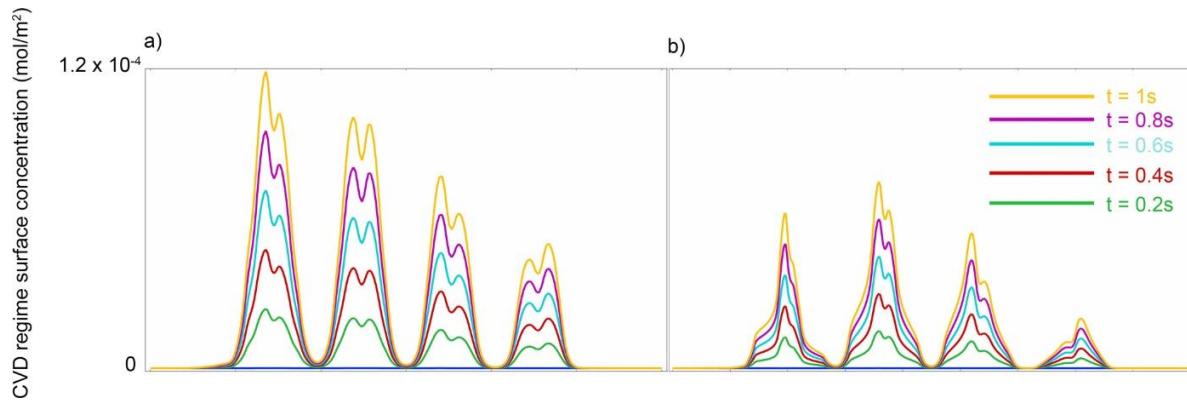 CVD regime surface concentration (mol/m²)
a)
b)
1.2 x 10⁻⁴
0
t = 1s
t = 0.8s
t = 0.6s
t = 0.4s
t = 0.2s